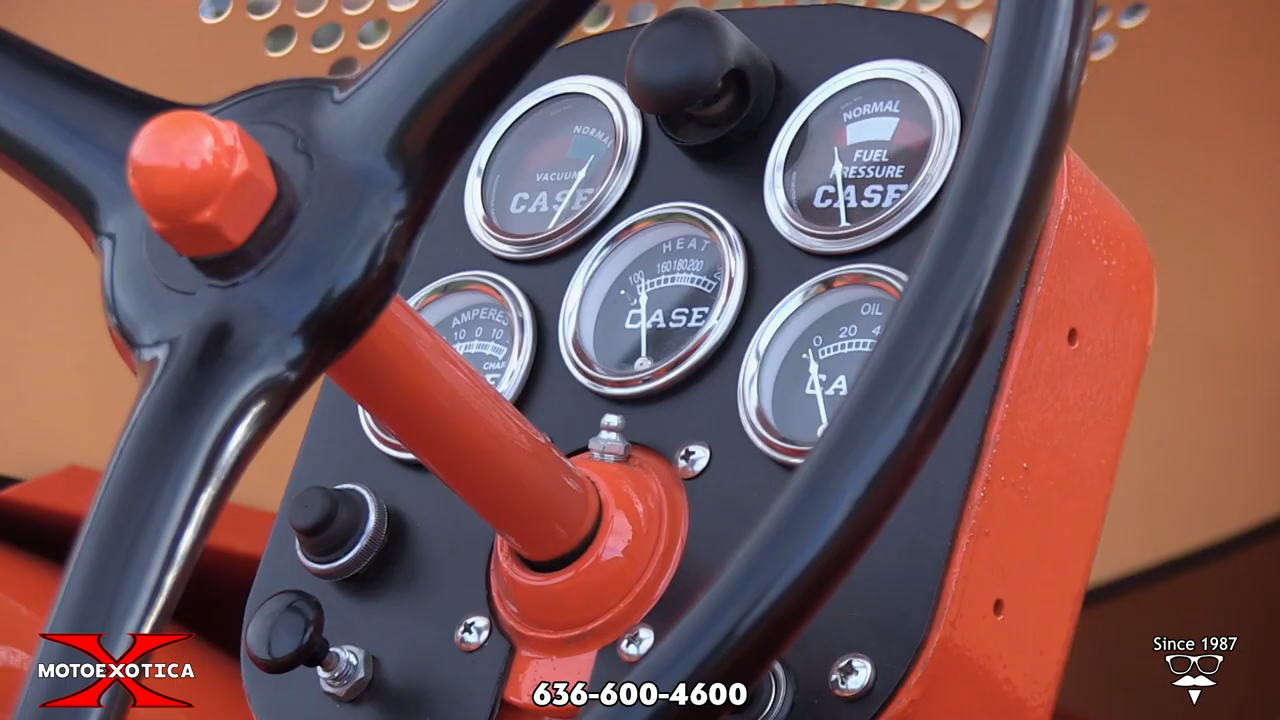 NORMAL
VACUUM
CASE
NORMAL
FUEL
PRESSURE
CASE
HEAT
100 160 180 200
CASE
AMPERES
10 0 10
OIL
0 20 4
CA
MOTOEXOTICA
636-600-4600
Since 1987